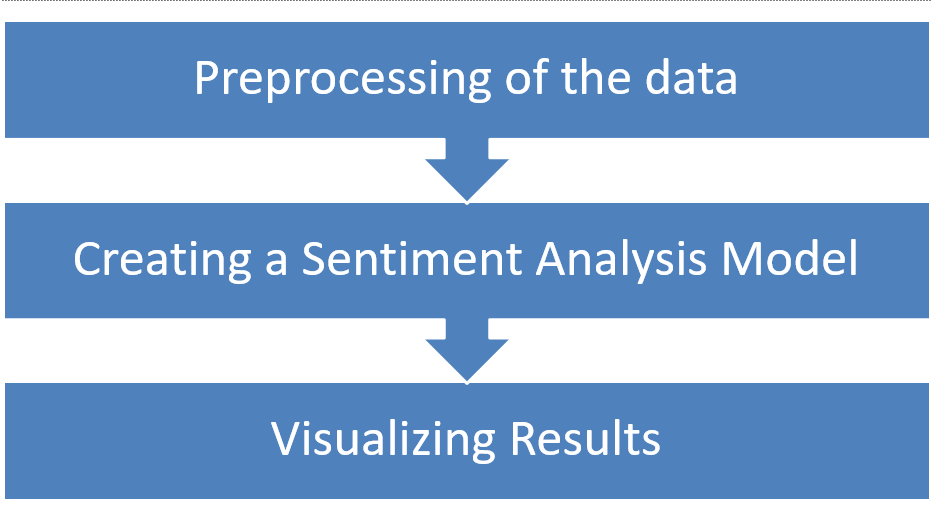 Preprocessing of the data
Creating a Sentiment Analysis Model
Visualizing Results